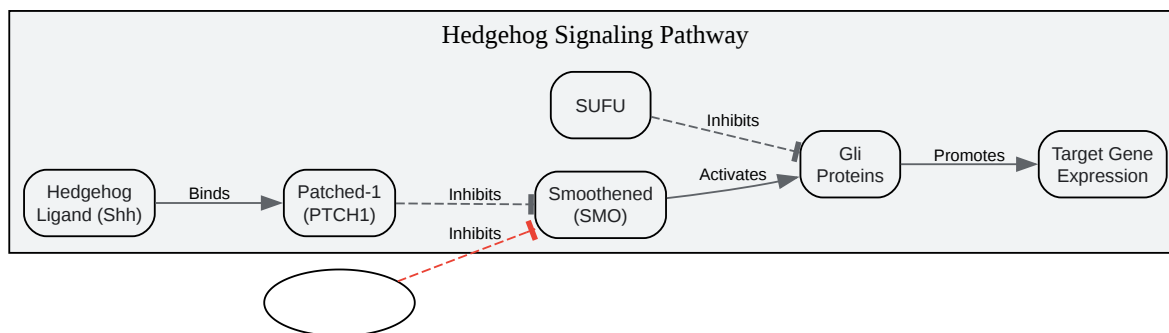 Hedgehog Signaling Pathway
SUFU
Inhibits
Gli
Proteins
Promotes
Target Gene
Expression
Hedgehog
Ligand (Shh)
Binds
Patched-1
(PTCH1)
Inhibits
Smoothened
(SMO)
Activates
Inhibits